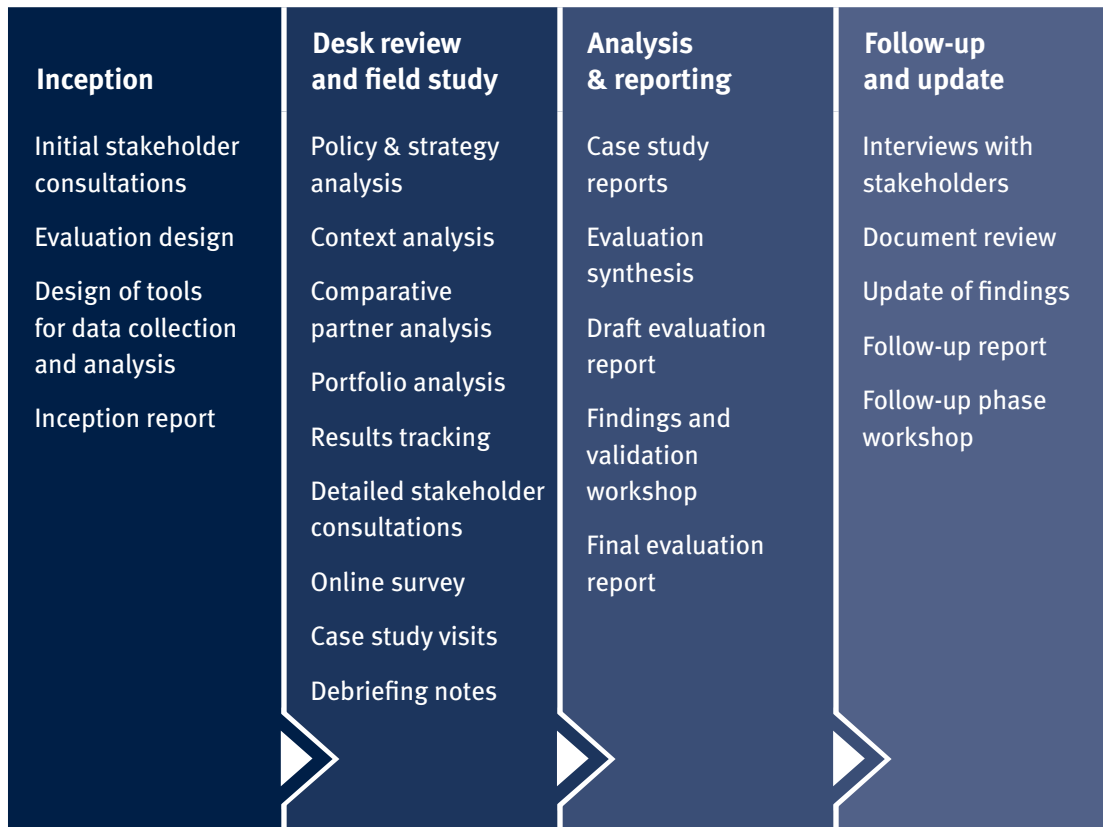 Inception
Initial stakeholder
consultations
Evaluation design
Design of tools
for data collection
and analysis
Inception report
Desk review
and field study
Policy & strategy
analysis
Context analysis
Comparative
partner analysis
Portfolio analysis
Results tracking
Detailed stakeholder
consultations
Online survey
Case study visits
Debriefing notes
Analysis
& reporting
Case study
reports
Evaluation
synthesis
Draft evaluation
report
Findings and
validation
workshop
Final evaluation
report
Follow-up
and update
Interviews with
stakeholders
Document review
Update of findings
Follow-up report
Follow-up phase
workshop